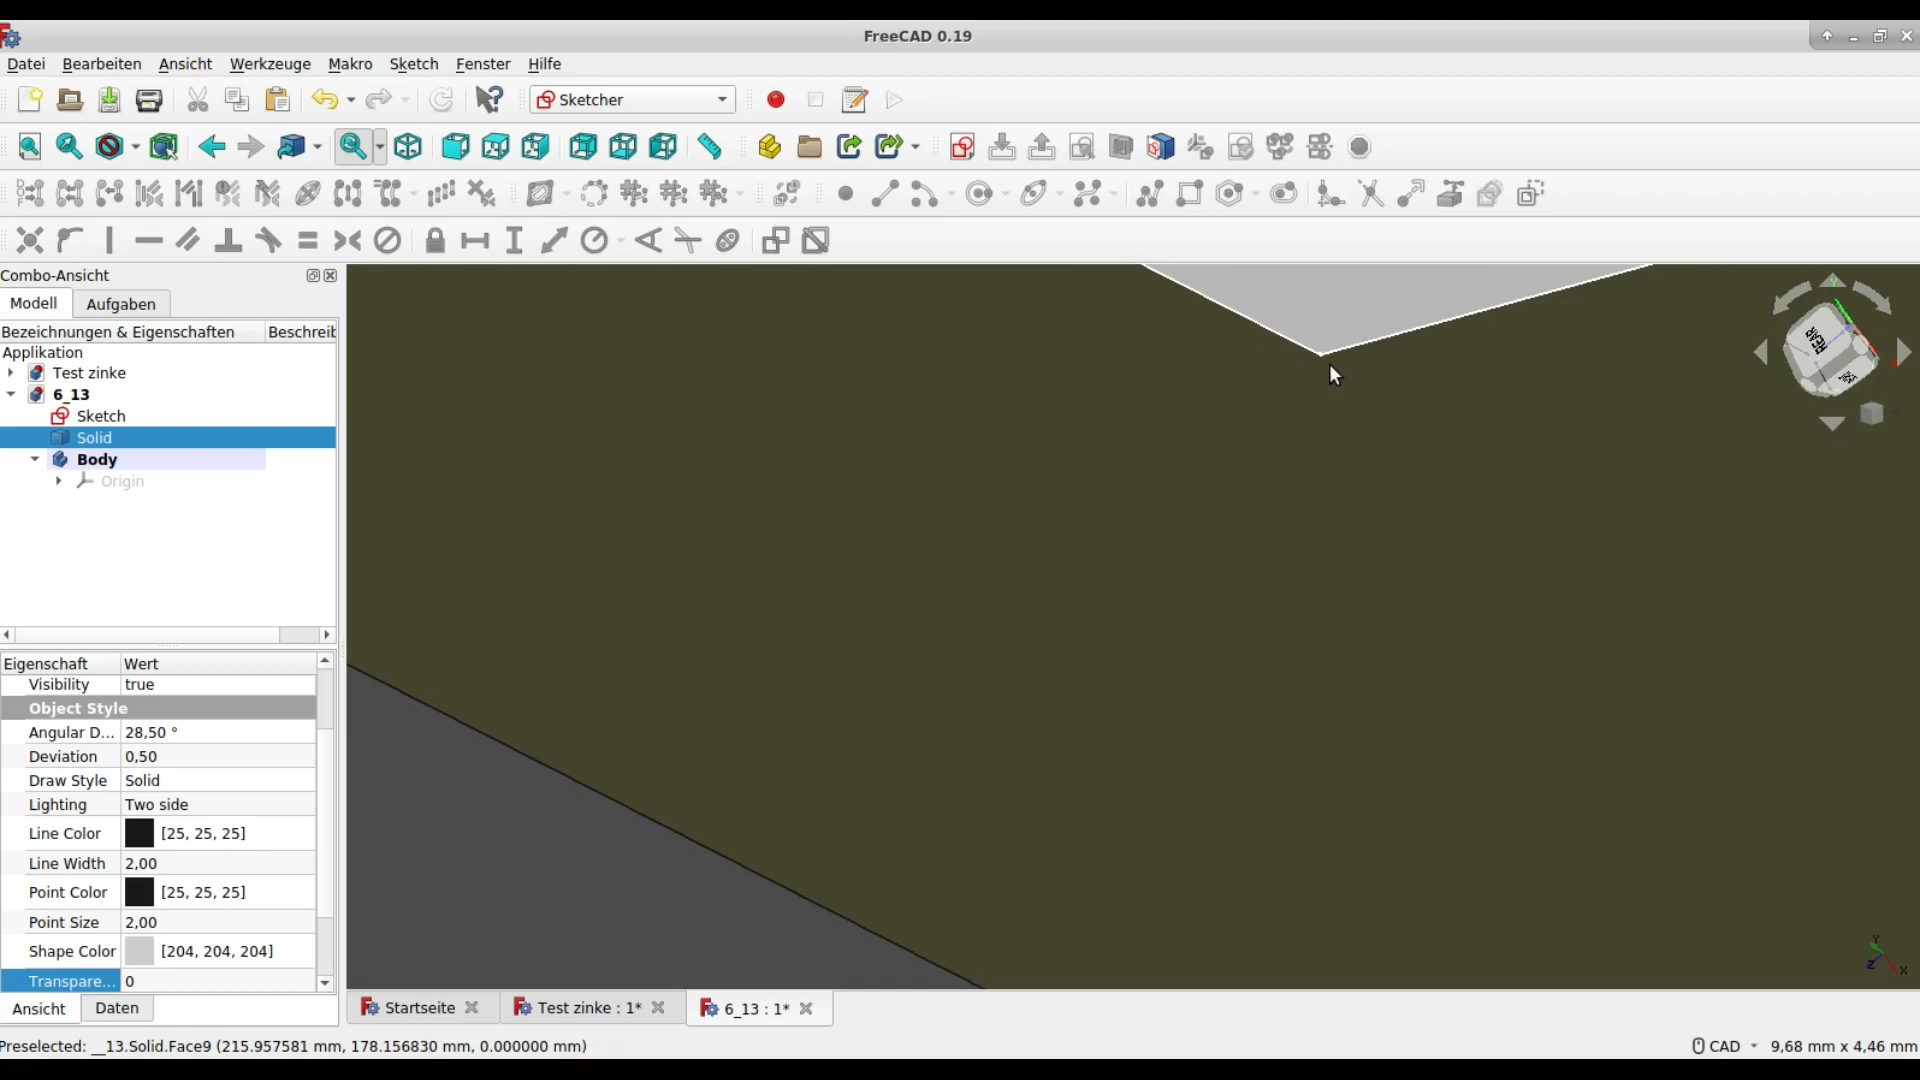 FreeCAD 0.19
Datei Bearbeiten Ansicht Werkzeuge Makro Sketch Fenster Hilfe
Sketcher
Combo-Ansicht
Modell Aufgaben
Bezeichnungen & Eigenschaften Beschreib
Applikation
Test zinke
6_13
Sketch
Solid
Body
Origin
Eigenschaft Wert
Visibility true
Object Style
Angular D... 28,50 °
Deviation 0,50
Draw Style Solid
Lighting Two side
Line Color [25, 25, 25]
Line Width 2,00
Point Color [25, 25, 25]
Point Size 2,00
Shape Color [204, 204, 204]
Transpare... 0
Ansicht Daten
REAR
Y
Z
X
Startseite Test zinke : 1* 6_13 : 1*
Preselected: __13.Solid.Face9 (215.957581 mm, 178.156830 mm, 0.000000 mm)
CAD 9,68 mm x 4,46 mm